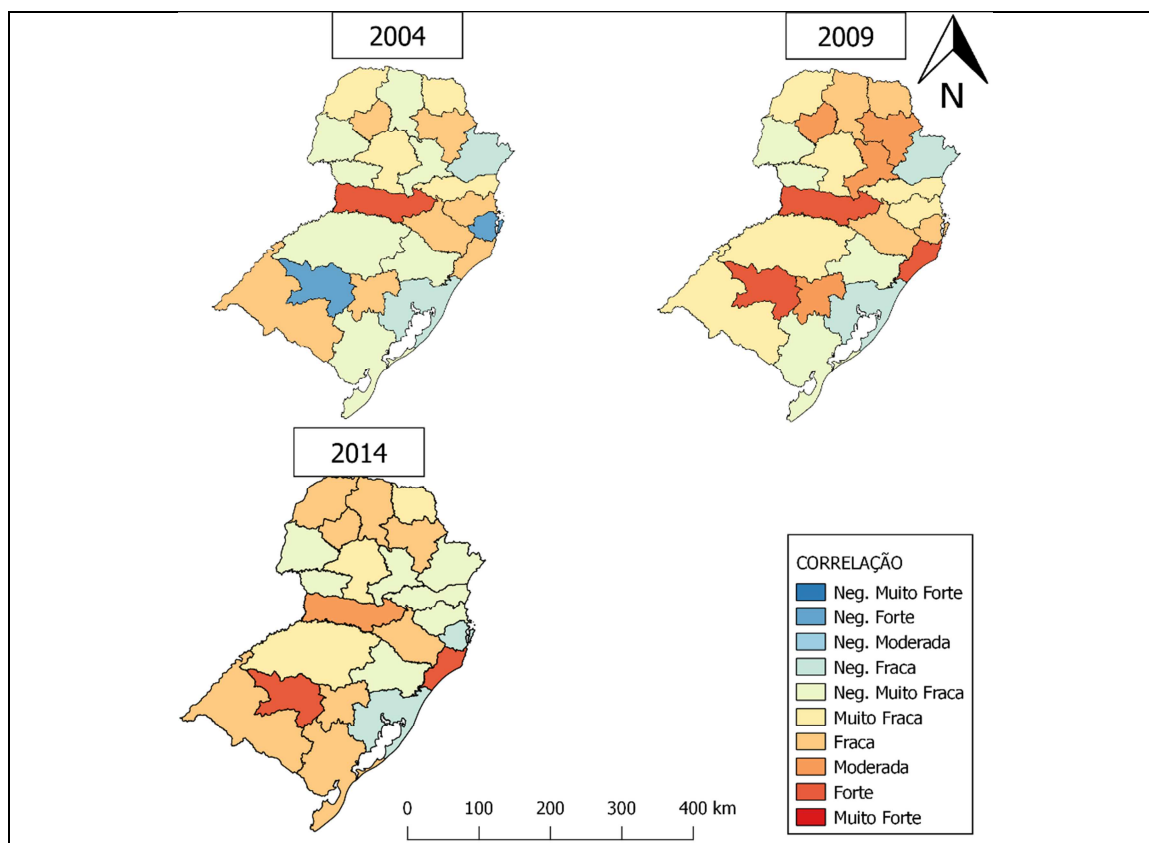 2004
2009
N
2014
CORRELAÇÃO
Neg. Muito Forte
Neg. Forte
Neg. Moderada
Neg. Fraca
Neg. Muito Fraca
Muito Fraca
Fraca
Moderada
Forte
Muito Forte
0 100 200 300 400 km